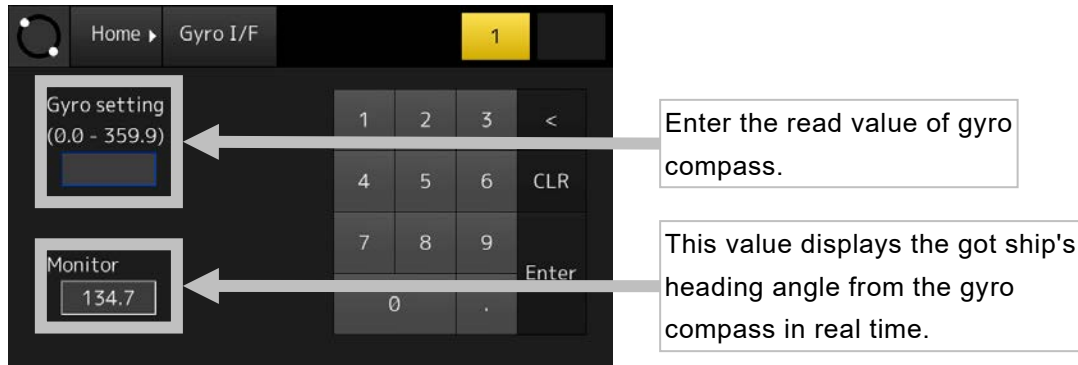 Home ▸ Gyro I/F 1
Gyro setting
(0.0 - 359.9)
1 2 3 <
4 5 6 CLR
7 8 9
Enter
0 .
Monitor
134.7
Enter the read value of gyro
compass.
This value displays the got ship's
heading angle from the gyro
compass in real time.